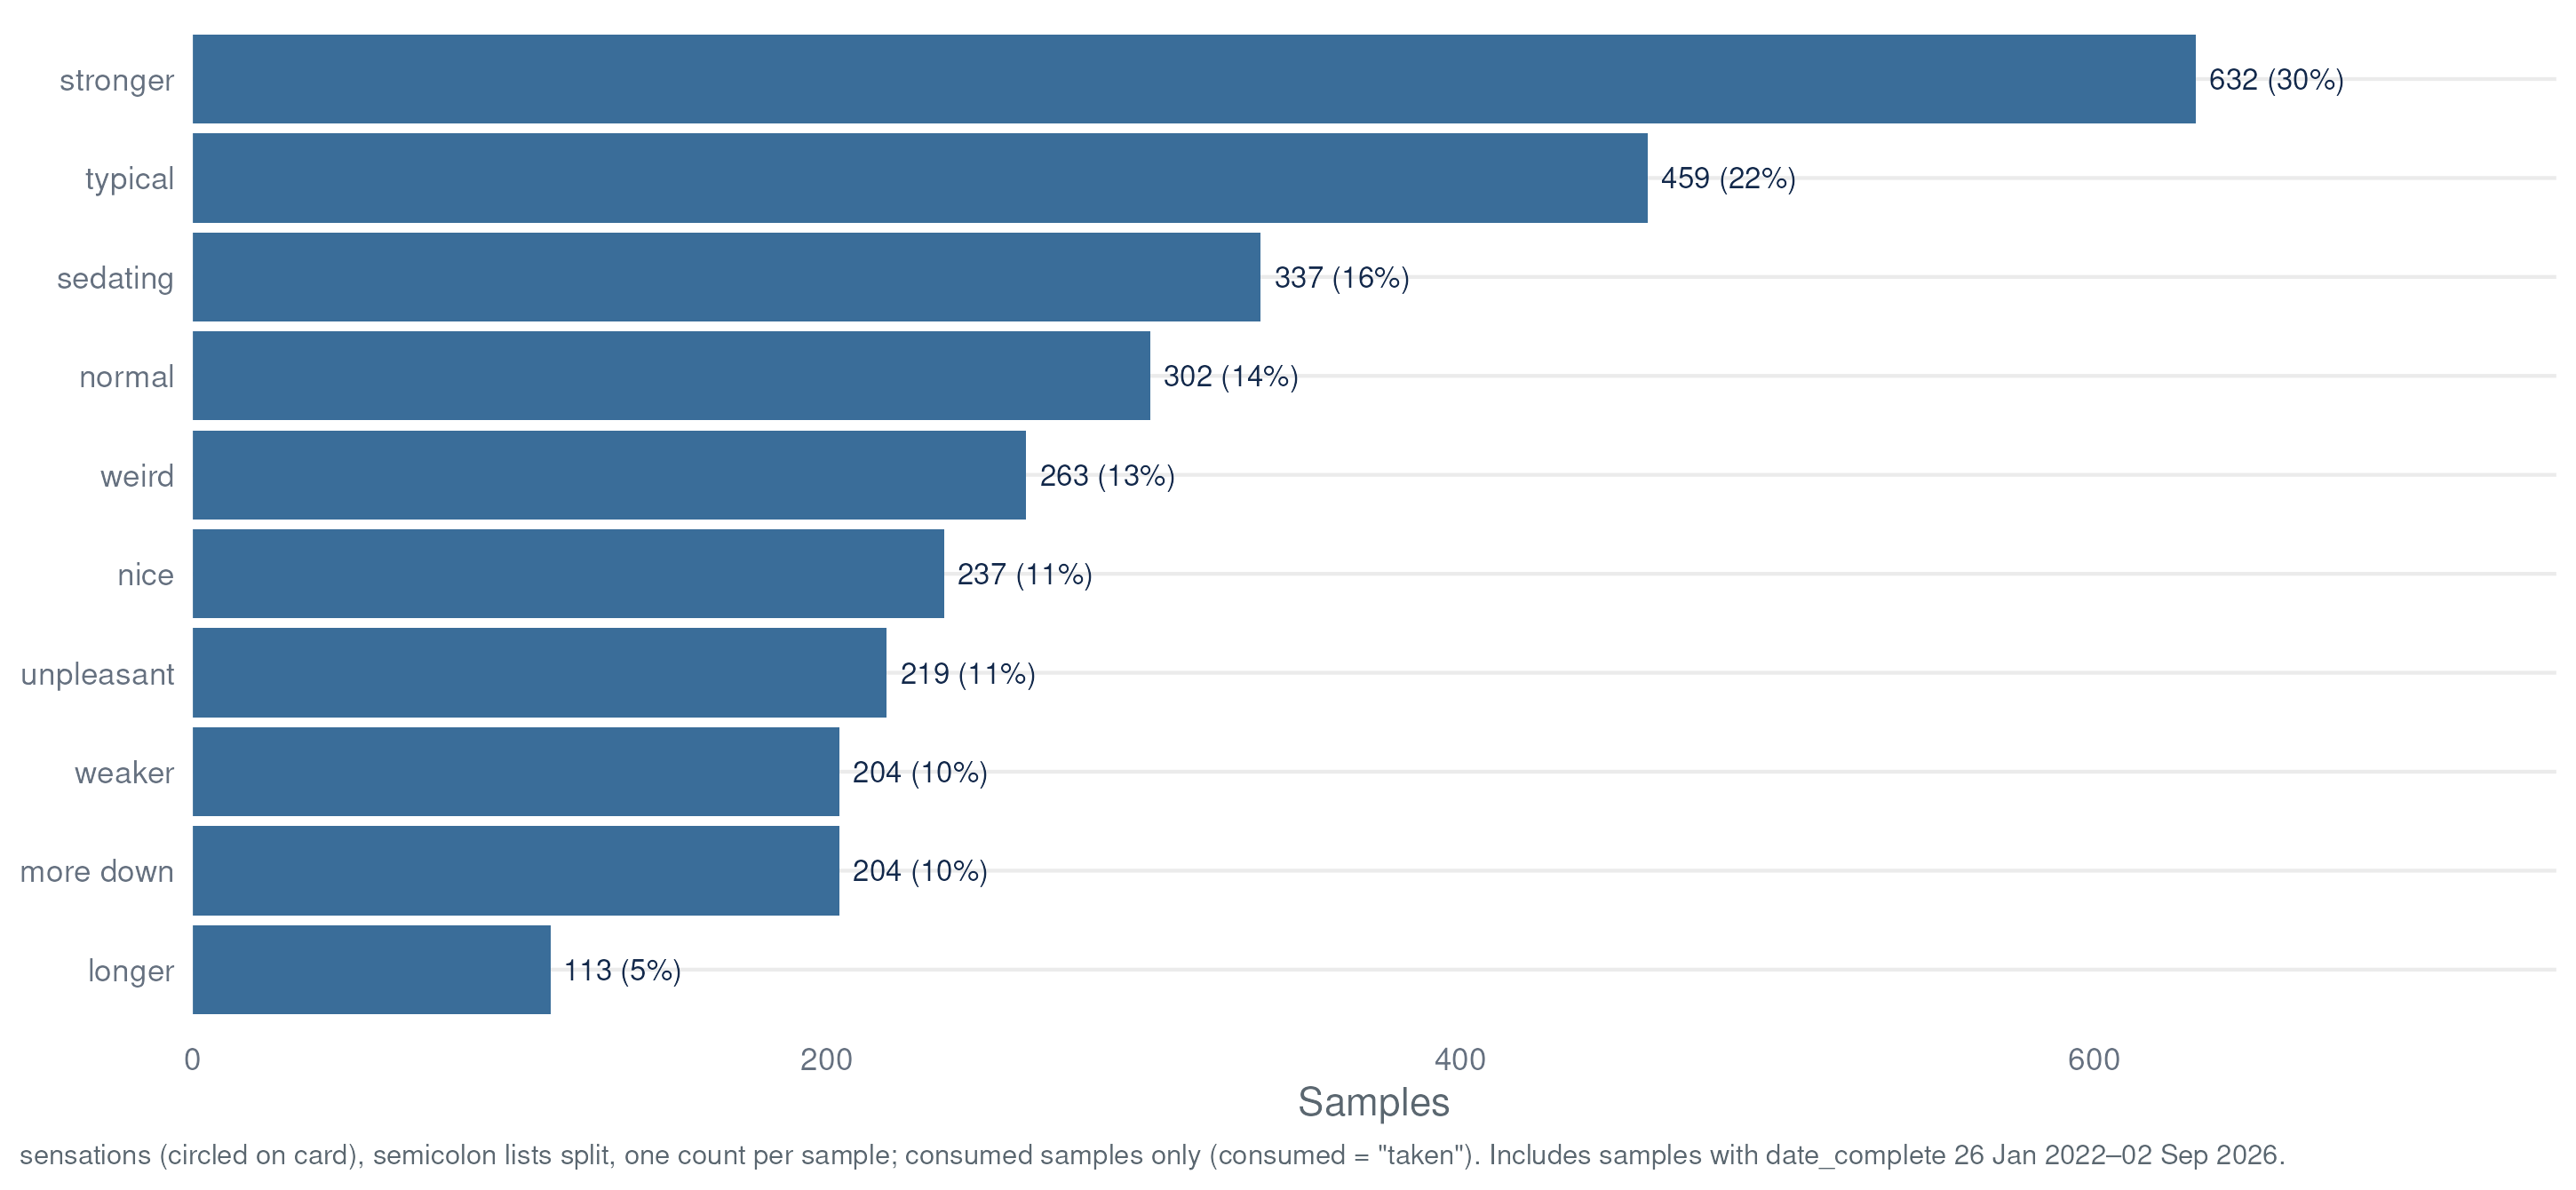 stronger 632 (30%)
typical 459 (22%)
sedating 337 (16%)
normal 302 (14%)
weird 263 (13%)
nice 237 (11%)
unpleasant 219 (11%)
weaker 204 (10%)
more down 204 (10%)
longer 113 (5%)
0 200 400 600
Samples
sensations (circled on card), semicolon lists split, one count per sample; consumed samples only (consumed = "taken"). Includes samples with date_complete 26 Jan 2022–02 Sep 2026.